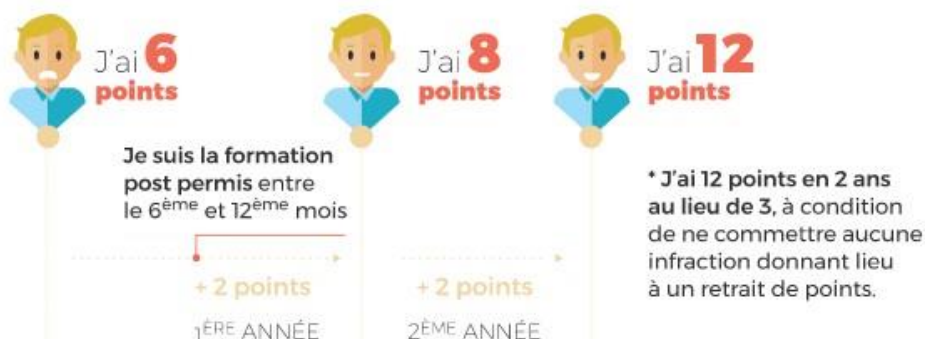 J'ai 6
points
J'ai 8
points
J'ai 12
points
Je suis la formation
post permis entre
le 6ème et 12ème mois
* J'ai 12 points en 2 ans
au lieu de 3, à condition
de ne commettre aucune
infraction donnant lieu
à un retrait de points.
+ 2 points
+ 2 points
1ÈRE ANNÉE
2ÈME ANNÉE